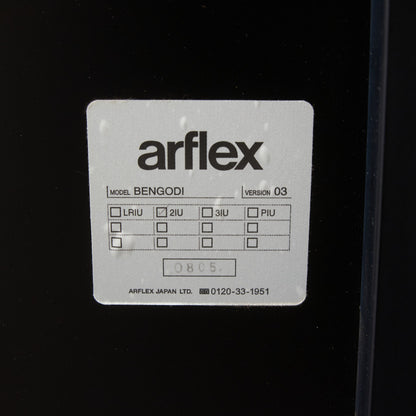 arflex
MODEL BENGODI VERSION 03
LRIU 2IU 3IU PIU
0805.
ARFLEX JAPAN LTD. 0120-33-1951